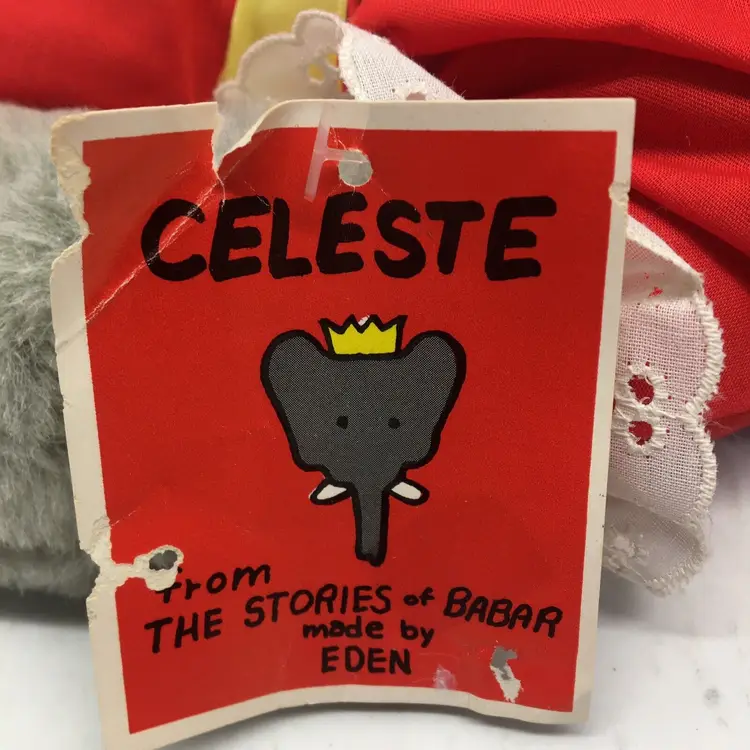 CELESTE
from
THE STORIES of BABAR
made by
EDEN